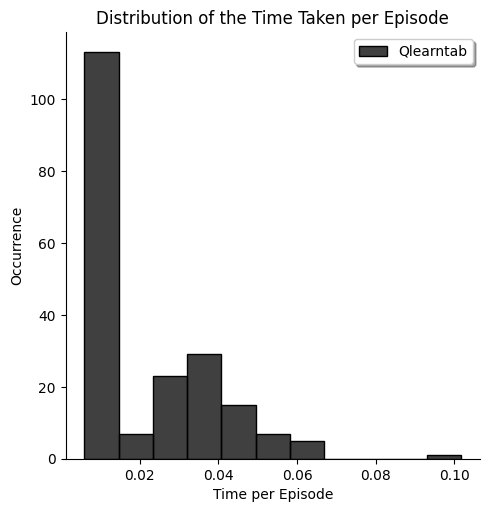 Distribution of the Time Taken per Episode
Qlearntab
Occurrence
100
80
60
40
20
0
0.02 0.04 0.06 0.08 0.10
Time per Episode